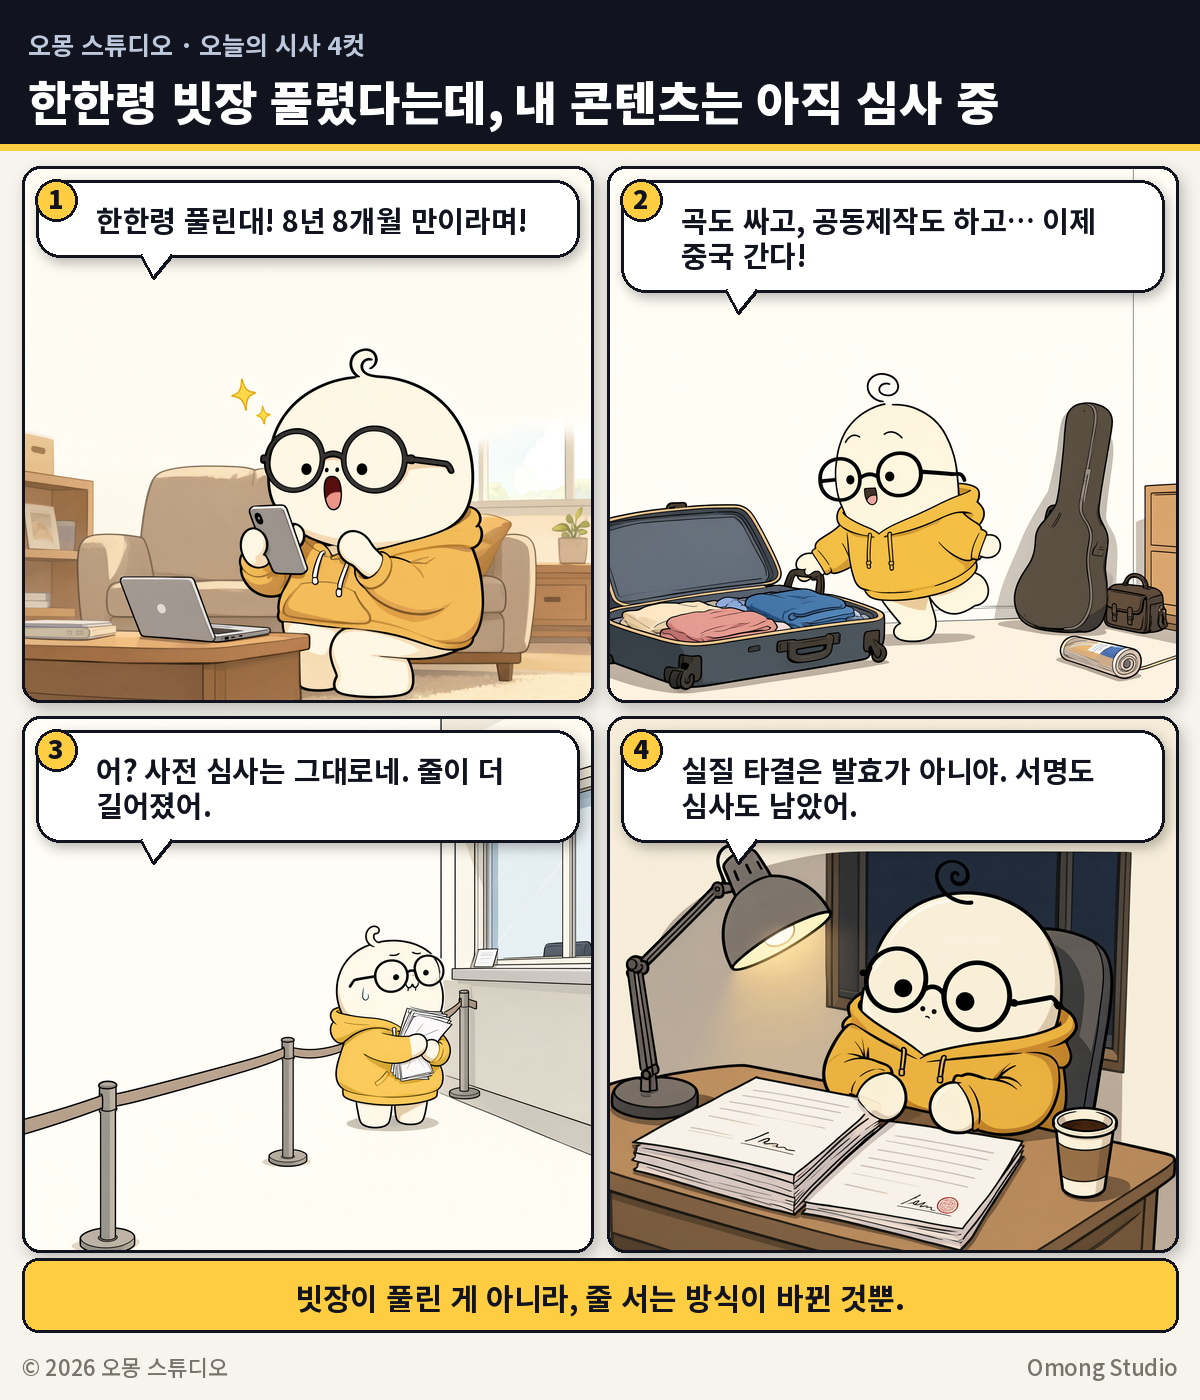 오몽 스튜디오 · 오늘의 시사 4컷
한한령 빗장 풀렸다는데, 내 콘텐츠는 아직 심사 중
1
한한령 풀린대! 8년 8개월 만이라며!
2
곡도 싸고, 공동제작도 하고… 이제
중국 간다!
3
어? 사전 심사는 그대로네. 줄이 더
길어졌어.
4
실질 타결은 발효가 아니야. 서명도
심사도 남았어.
빗장이 풀린 게 아니라, 줄 서는 방식이 바뀐 것뿐.
© 2026 오몽 스튜디오
Omong Studio